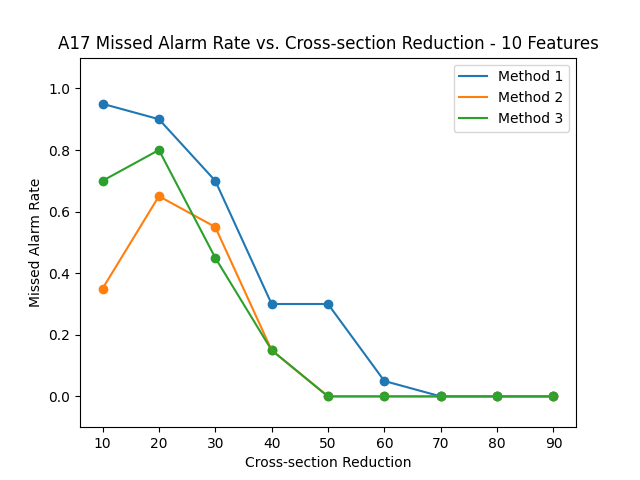 A17 Missed Alarm Rate vs. Cross-section Reduction - 10 Features
Method 1
Method 2
Method 3
Missed Alarm Rate
1.0
0.8
0.6
0.4
0.2
0.0
10 20 30 40 50 60 70 80 90
Cross-section Reduction